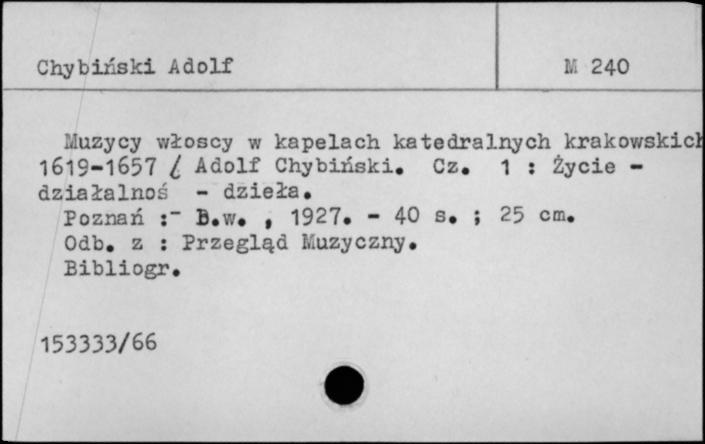 Chybiński Adolf
M 240
Muzycy włoscy w kapelach katedralnych krakowskich
1619-1657 / Adolf Chybiński. Cz. 1 : Życie -
działalnoś - dzieła.
Poznań :- B.w. , 1927. - 40 s. ; 25 cm.
Odb. z : Przegląd Muzyczny.
Bibliogr.
153333/66